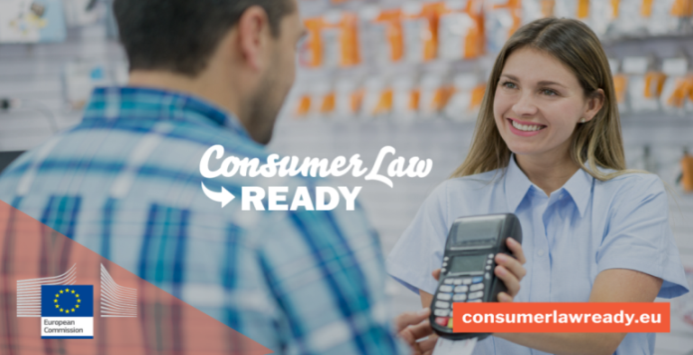 Consumer Law
READY
European
Commission
consumerlawready.eu